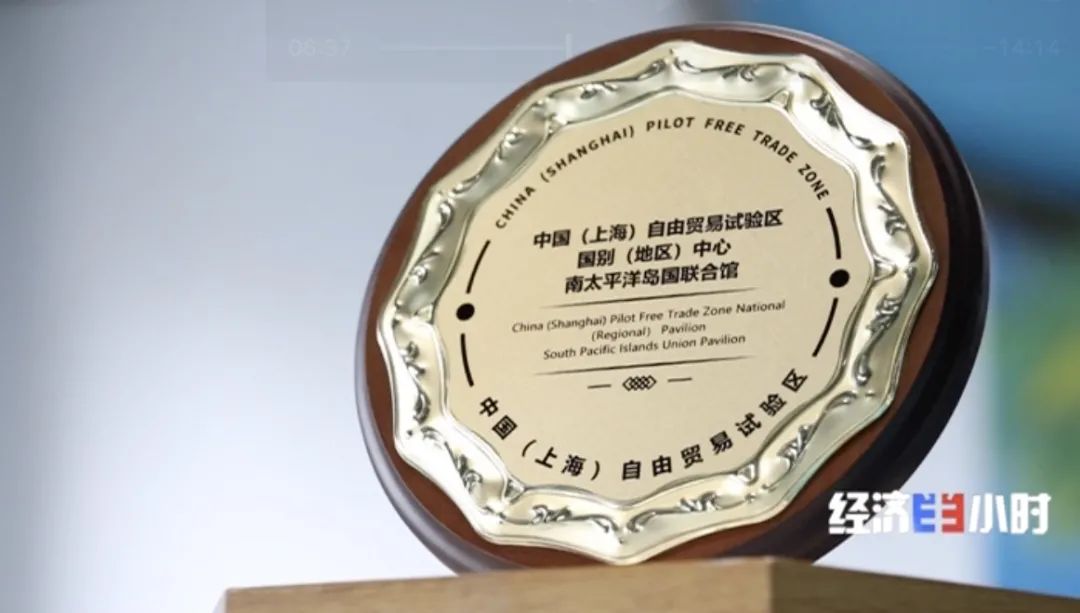 06:37
-14:14
CHINA (SHANGHAI) PILOT FREE TRADE ZONE
中国（上海）自由贸易试验区
国别（地区）中心
南太平洋岛国联合馆
China (Shanghai) Pilot Free Trade Zone National
(Regional) Pavilion
South Pacific Islands Union Pavilion
中国（上海）自由贸易试验区
经济半小时